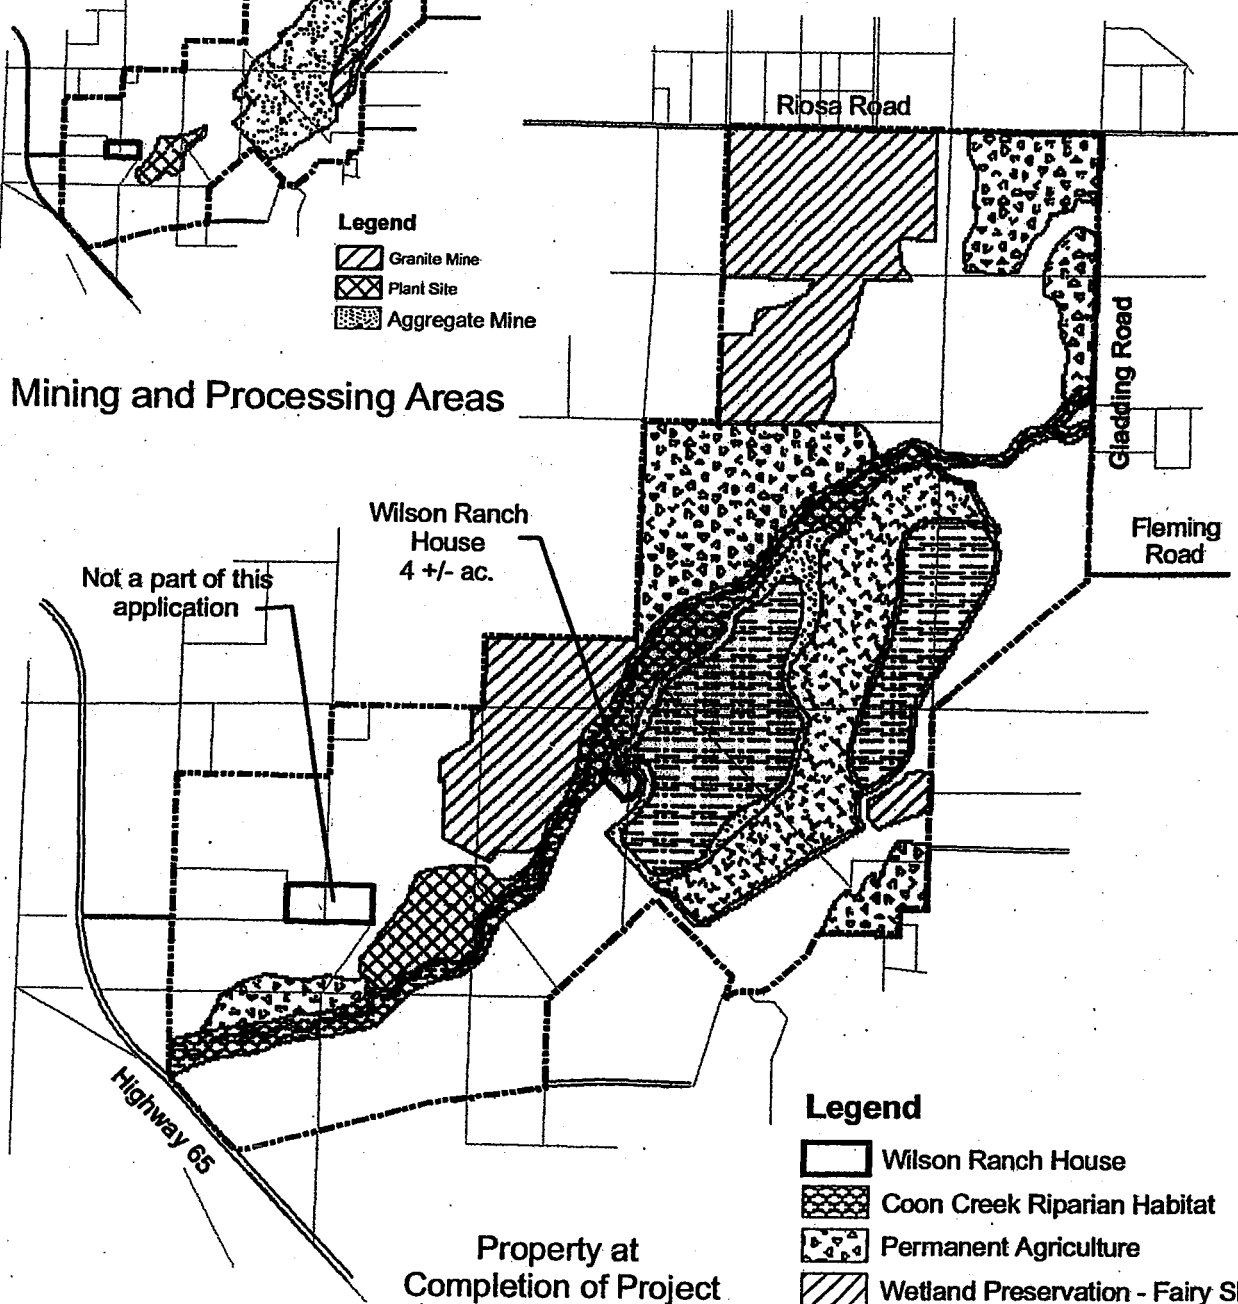 Riosa Road
Legend
Granite Mine
Plant Site
Aggregate Mine
Mining and Processing Areas
Gladding Road
Wilson Ranch
House
4 +/- ac.
Fleming
Road
Not a part of this
application
Highway 65
Legend
Wilson Ranch House
Coon Creek Riparian Habitat
Permanent Agriculture
Wetland Preservation - Fairy
Property at
Completion of Project